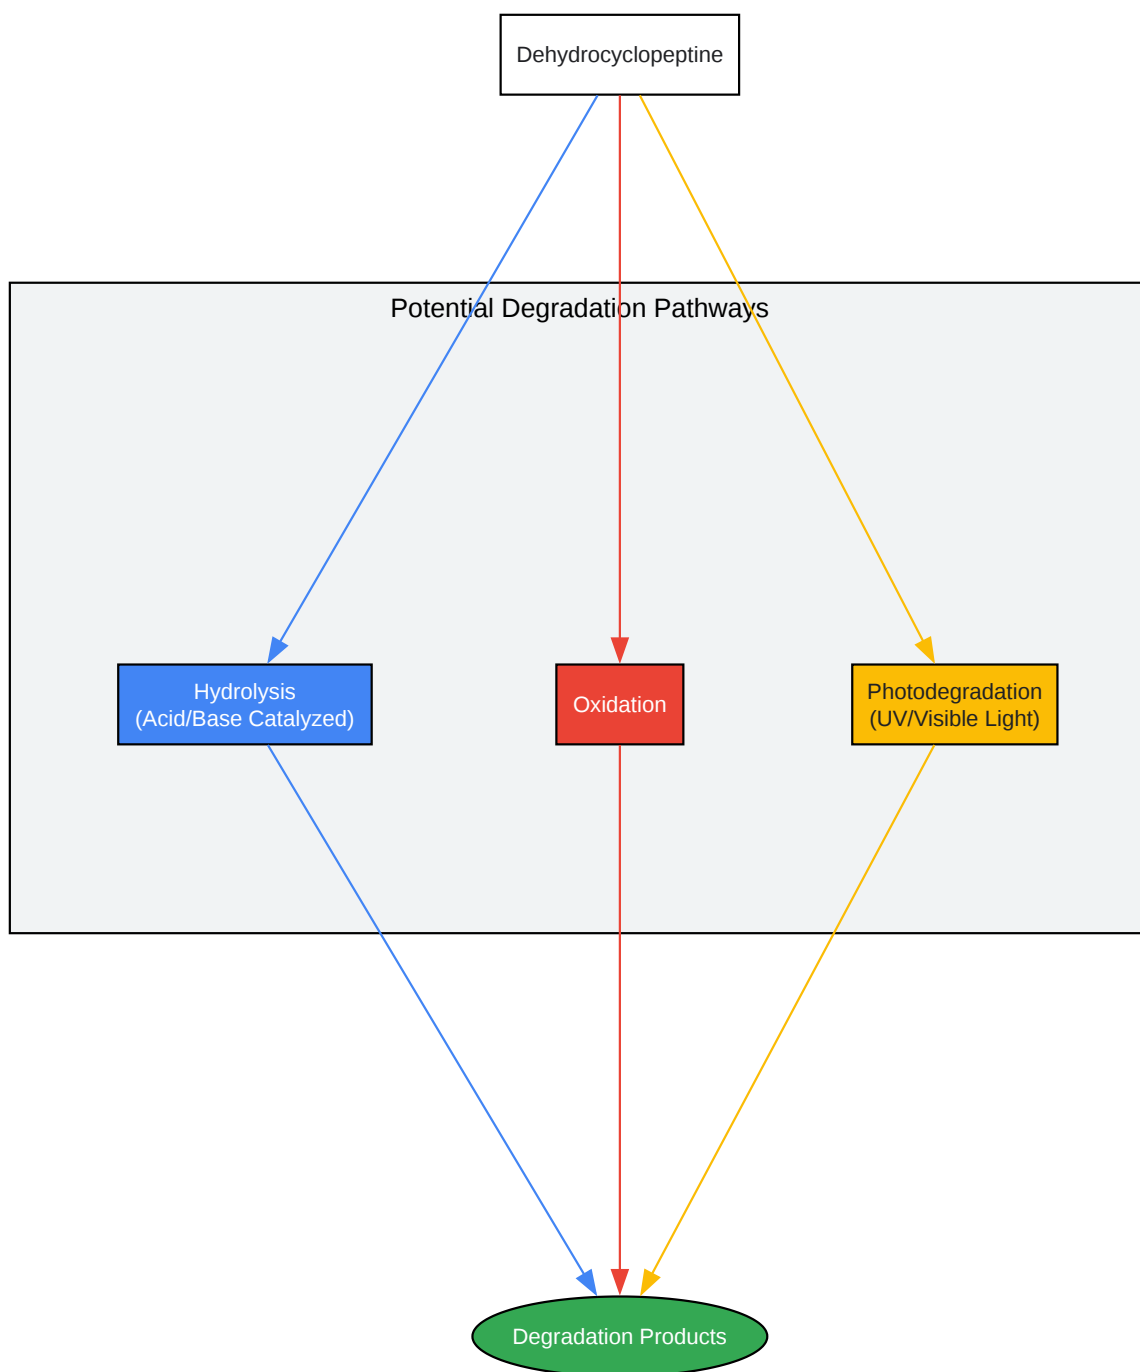 Dehydrocyclopeptine
Potential Degradation Pathways
Hydrolysis
(Acid/Base Catalyzed)
Oxidation
Photodegradation
(UV/Visible Light)
Degradation Products